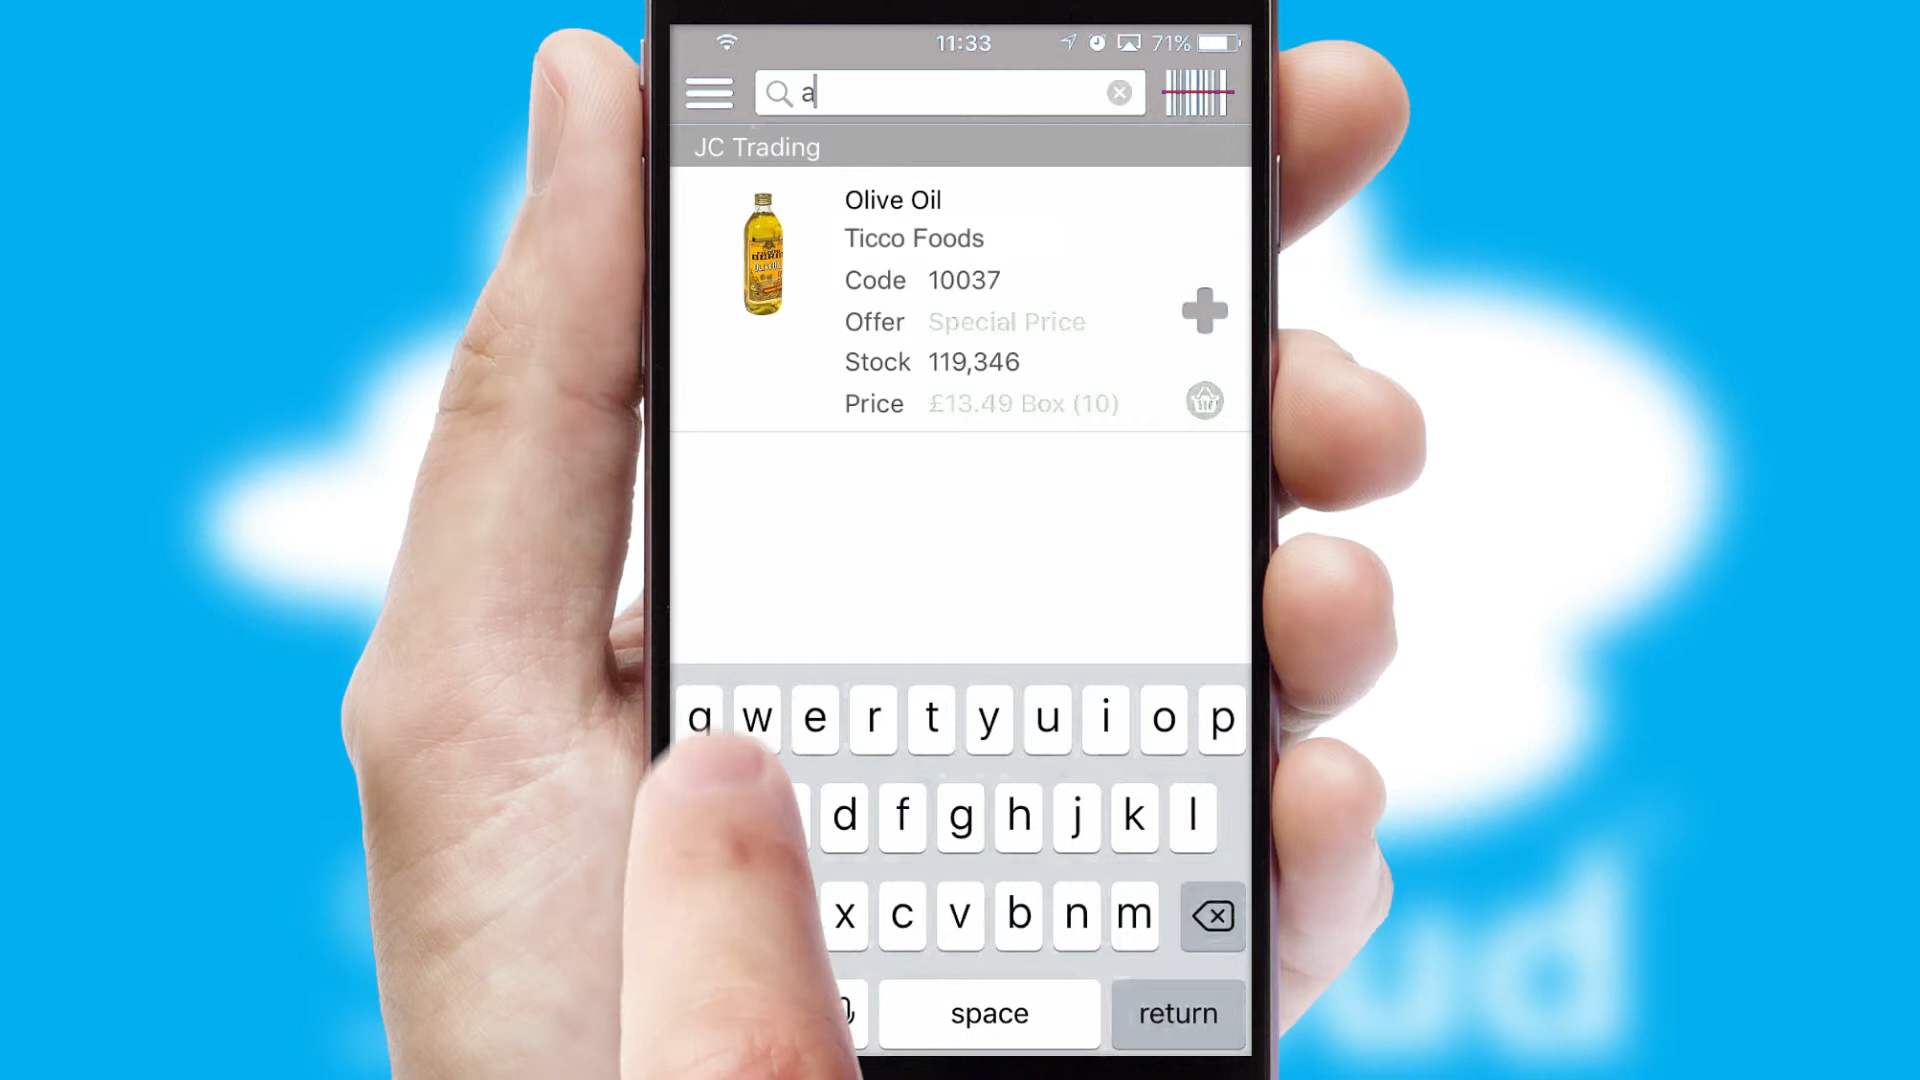 11:33 71%
a
JC Trading
Olive Oil
Ticco Foods
Code 10037
Offer Special Price
Stock 119,346
Price £13.49 Box (10)
q w e r t y u i o p
d f g h j k l
x c v b n m
space return
ud